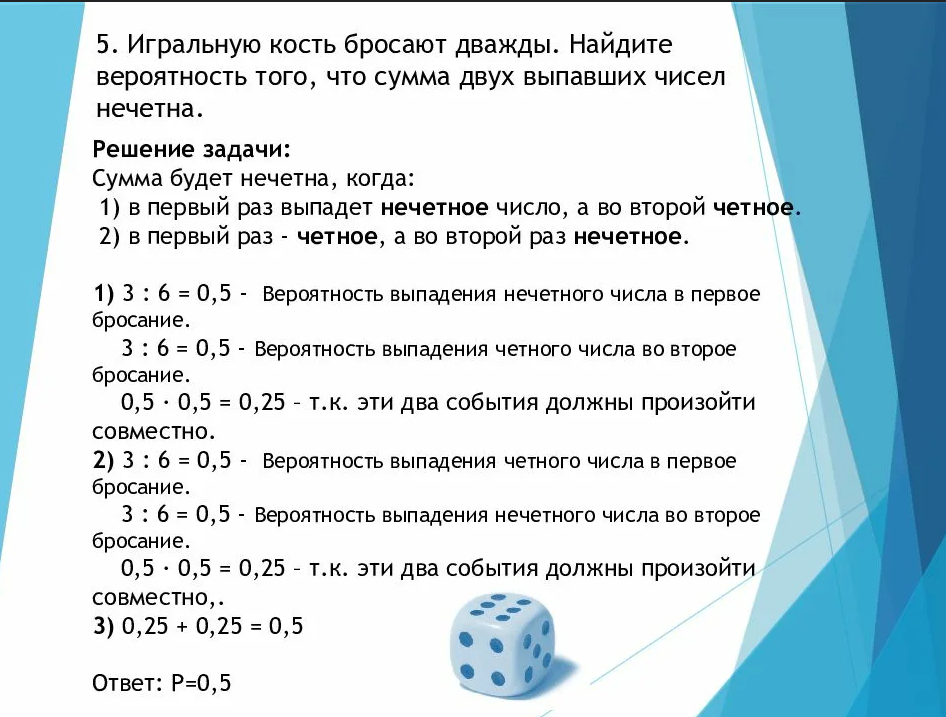 5. Игральную кость бросают дважды. Найдите
вероятность того, что сумма двух выпавших чисел
нечетна.
Решение задачи:
Сумма будет нечетна, когда:
1) в первый раз выпадет нечетное число, а во второй четное.
2) в первый раз - четное, а во второй раз нечетное.
1) 3 : 6 = 0,5 - Вероятность выпадения нечетного числа в первое
бросание.
3 : 6 = 0,5 - Вероятность выпадения четного числа во второе
бросание.
0,5 · 0,5 = 0,25 – т.к. эти два события должны произойти
совместно.
2) 3 : 6 = 0,5 - Вероятность выпадения четного числа в первое
бросание.
3 : 6 = 0,5 - Вероятность выпадения нечетного числа во второе
бросание.
0,5 · 0,5 = 0,25 – т.к. эти два события должны произойти
совместно,.
3) 0,25 + 0,25 = 0,5
Ответ: Р=0,5